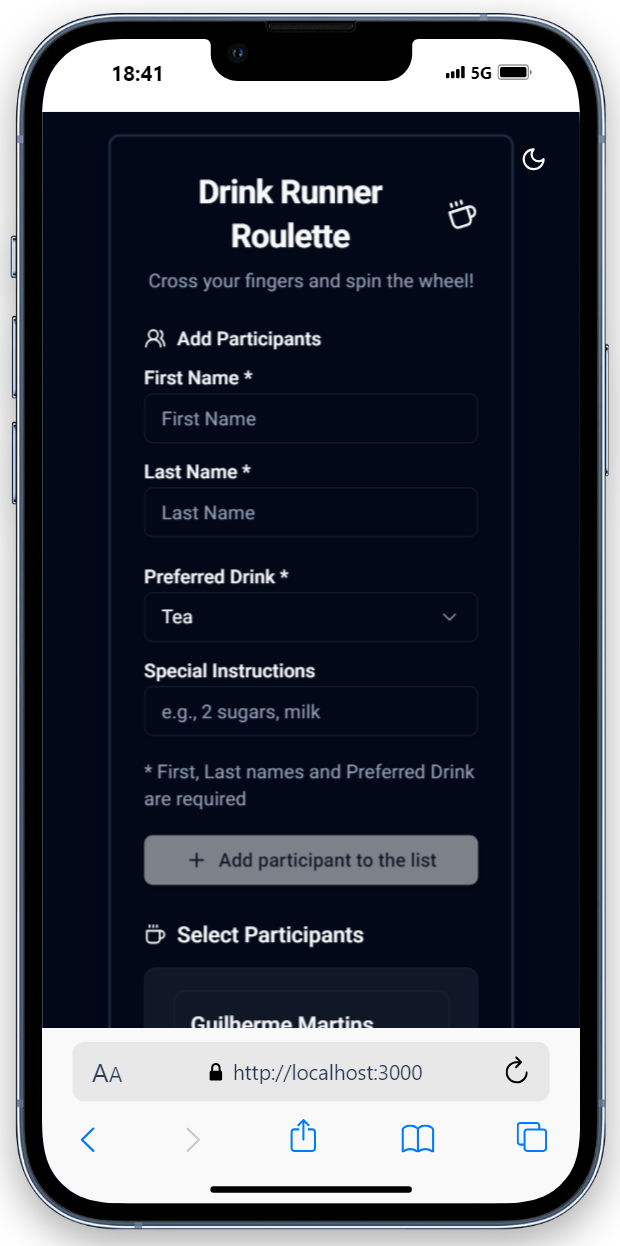 18:41
5G
Drink Runner
Roulette
Cross your fingers and spin the wheel!
Add Participants
First Name *
First Name
Last Name *
Last Name
Preferred Drink *
Tea
Special Instructions
e.g., 2 sugars, milk
* First, Last names and Preferred Drink
are required
+ Add participant to the list
Select Participants
Guilherme Martins
AA
http://localhost:3000